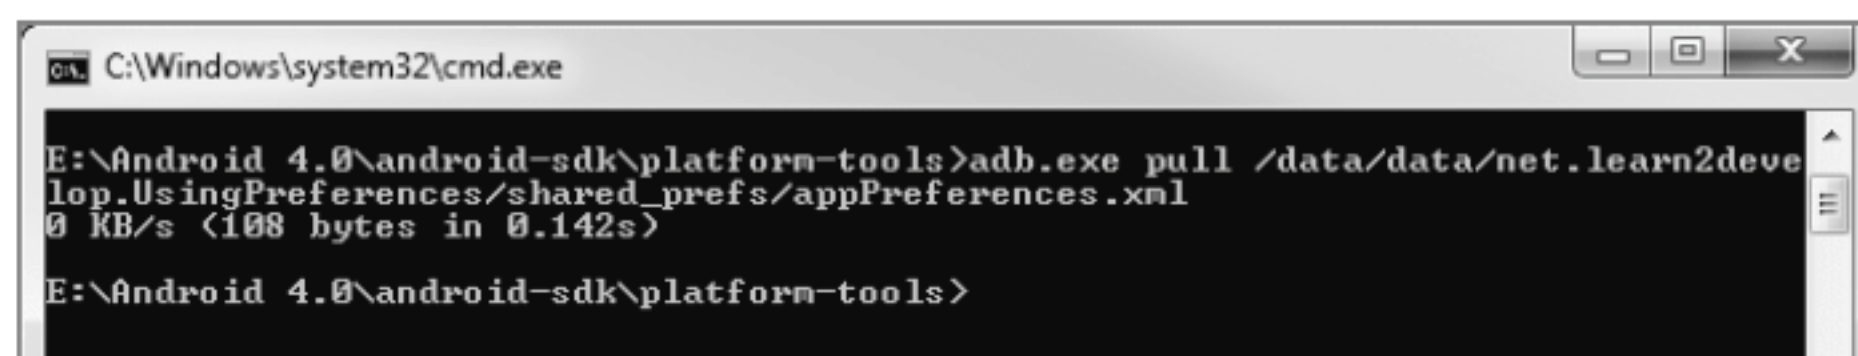 C:\Windows\system32\cmd.exe
E:\Android 4.0\android-sdk\platform-tools>adb.exe pull /data/data/net.learn2deve
lop.UsingPreferences/shared_prefs/appPreferences.xml
0 KB/s (108 bytes in 0.142s)
E:\Android 4.0\android-sdk\platform-tools>